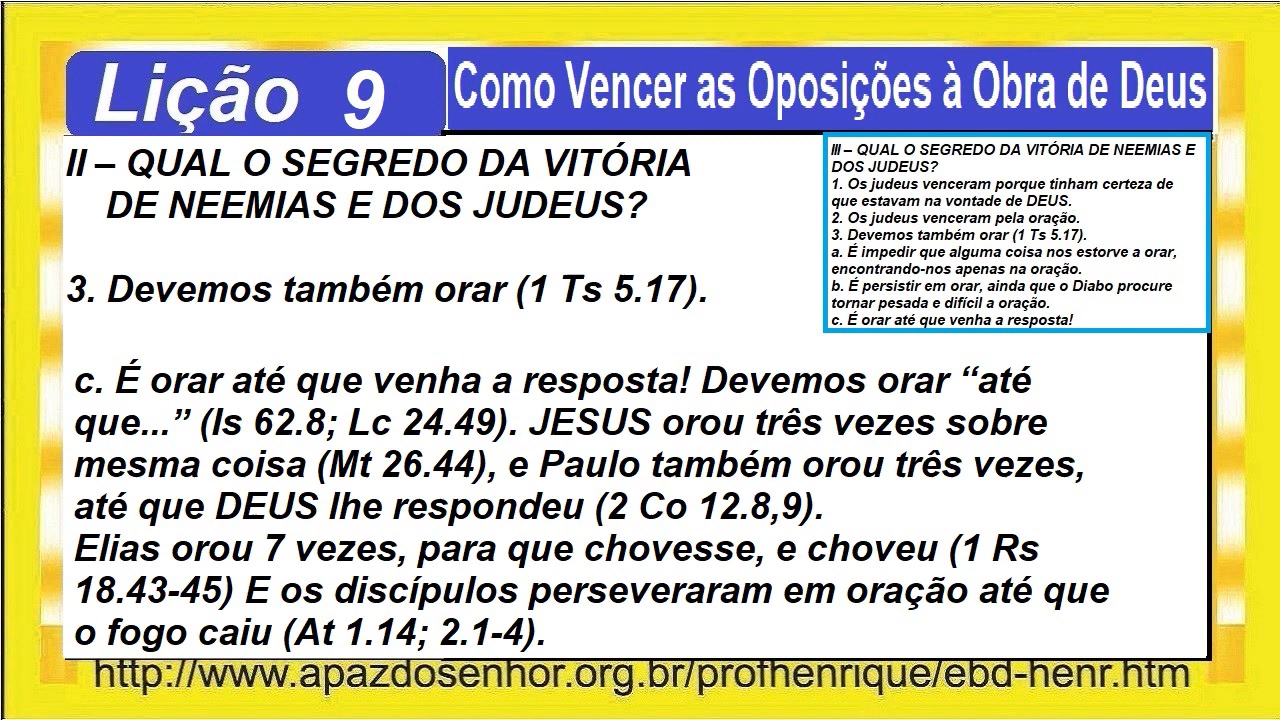 Lição 9
Como Vencer as Oposições à Obra de Deus
II – QUAL O SEGREDO DA VITÓRIA
DE NEEMIAS E DOS JUDEUS?
3. Devemos também orar (1 Ts 5.17).
c. É orar até que venha a resposta! Devemos orar “até
que...” (Is 62.8; Lc 24.49). JESUS orou três vezes sobre
mesma coisa (Mt 26.44), e Paulo também orou três vezes,
até que DEUS lhe respondeu (2 Co 12.8,9).
Elias orou 7 vezes, para que chovesse, e choveu (1 Rs
18.43-45) E os discípulos perseveraram em oração até que
o fogo caiu (At 1.14; 2.1-4).
III – QUAL O SEGREDO DA VITÓRIA DE NEEMIAS E
DOS JUDEUS?
1. Os judeus venceram porque tinham certeza de
que estavam na vontade de DEUS.
2. Os judeus venceram pela oração.
3. Devemos também orar (1 Ts 5.17).
a. É impedir que alguma coisa nos estorve a orar,
encontrando-nos apenas na oração.
b. É persistir em orar, ainda que o Diabo procure
tornar pesada e difícil a oração.
c. É orar até que venha a resposta!
http://www.apazdosenhor.org.br/profhenrique/ebd-henr.htm